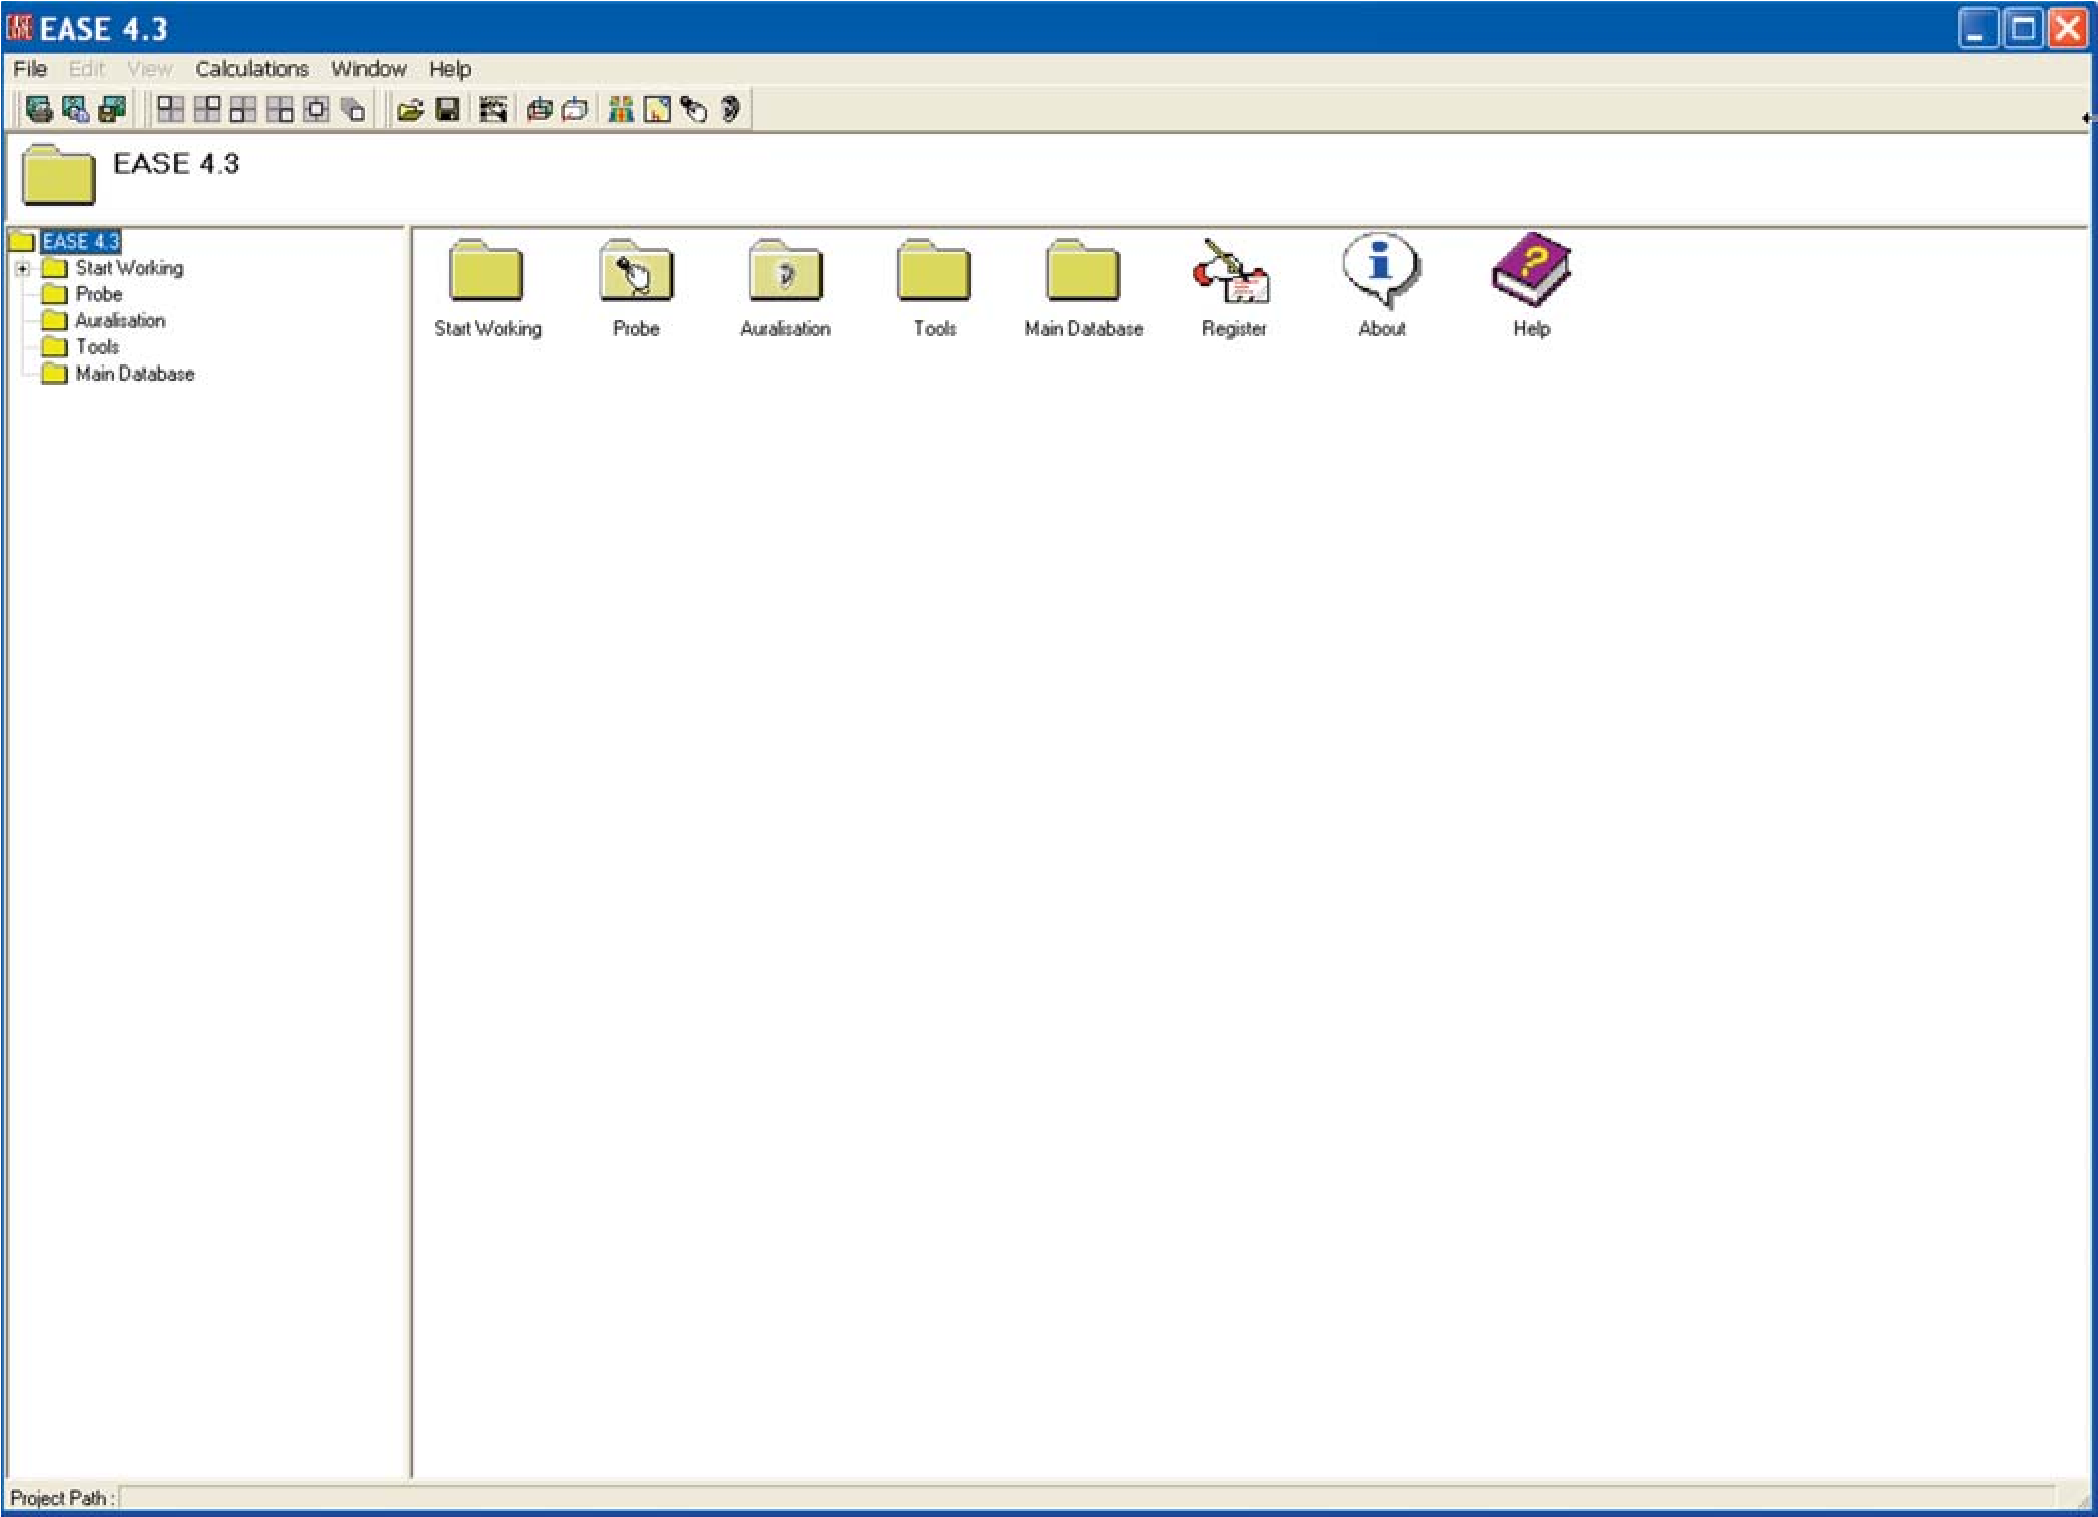 EASE EASE 4.3
File Edit View Calculations Window Help
EASE 4.3
EASE 4.3
Start Working
Probe
Auralisation
Tools
Main Database
Start Working Probe Auralisation Tools Main Database Register About Help
Project Path :